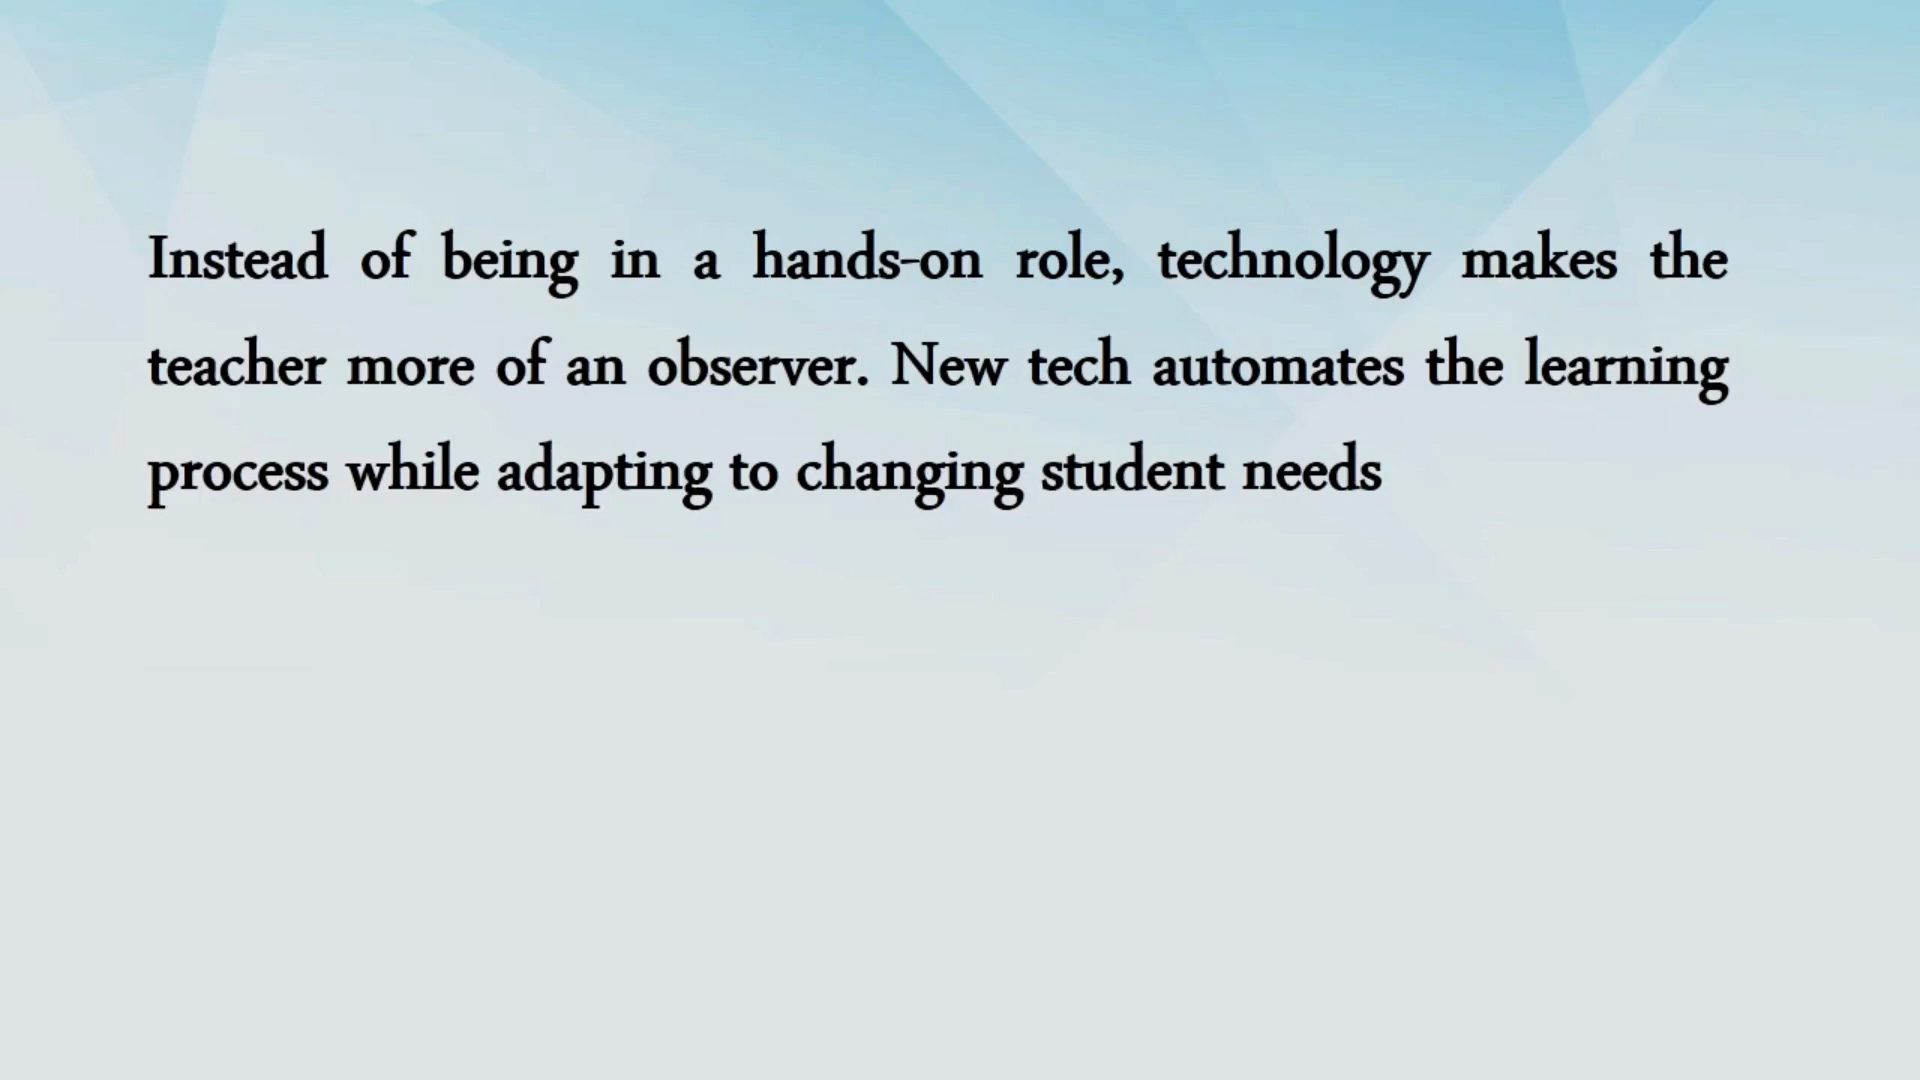 Instead of being in a hands-on role, technology makes the
teacher more of an observer. New tech automates the learning
process while adapting to changing student needs